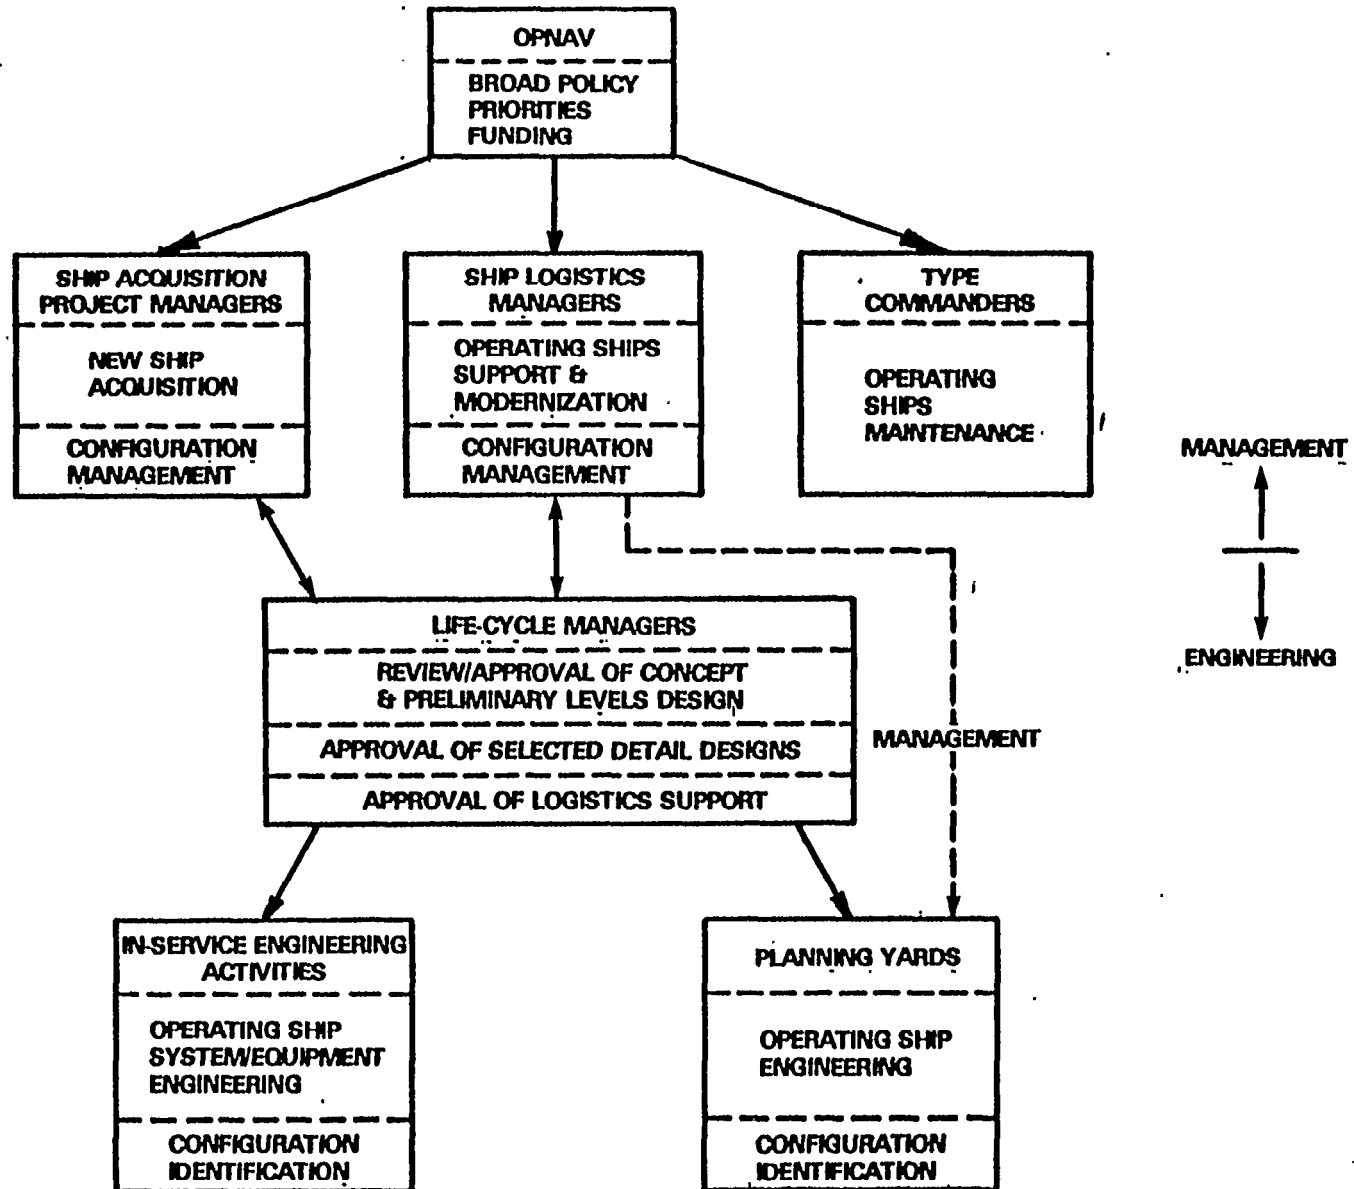 OPNAV
BROAD POLICY
PRIORITIES
FUNDING
SHIP ACQUISITION
PROJECT MANAGERS
NEW SHIP
ACQUISITION
CONFIGURATION
MANAGEMENT
SHIP LOGISTICS
MANAGERS
OPERATING SHIPS
SUPPORT &
MODERNIZATION
CONFIGURATION
MANAGEMENT
TYPE
COMMANDERS
OPERATING
SHIPS
MAINTENANCE
MANAGEMENT
ENGINEERING
LIFE-CYCLE MANAGERS
REVIEW/APPROVAL OF CONCEPT
& PRELIMINARY LEVELS DESIGN
APPROVAL OF SELECTED DETAIL DESIGNS
APPROVAL OF LOGISTICS SUPPORT
MANAGEMENT
IN-SERVICE ENGINEERING
ACTIVITIES
OPERATING SHIP
SYSTEM/EQUIPMENT
ENGINEERING
CONFIGURATION
IDENTIFICATION
PLANNING YARDS
OPERATING SHIP
ENGINEERING
CONFIGURATION
IDENTIFICATION